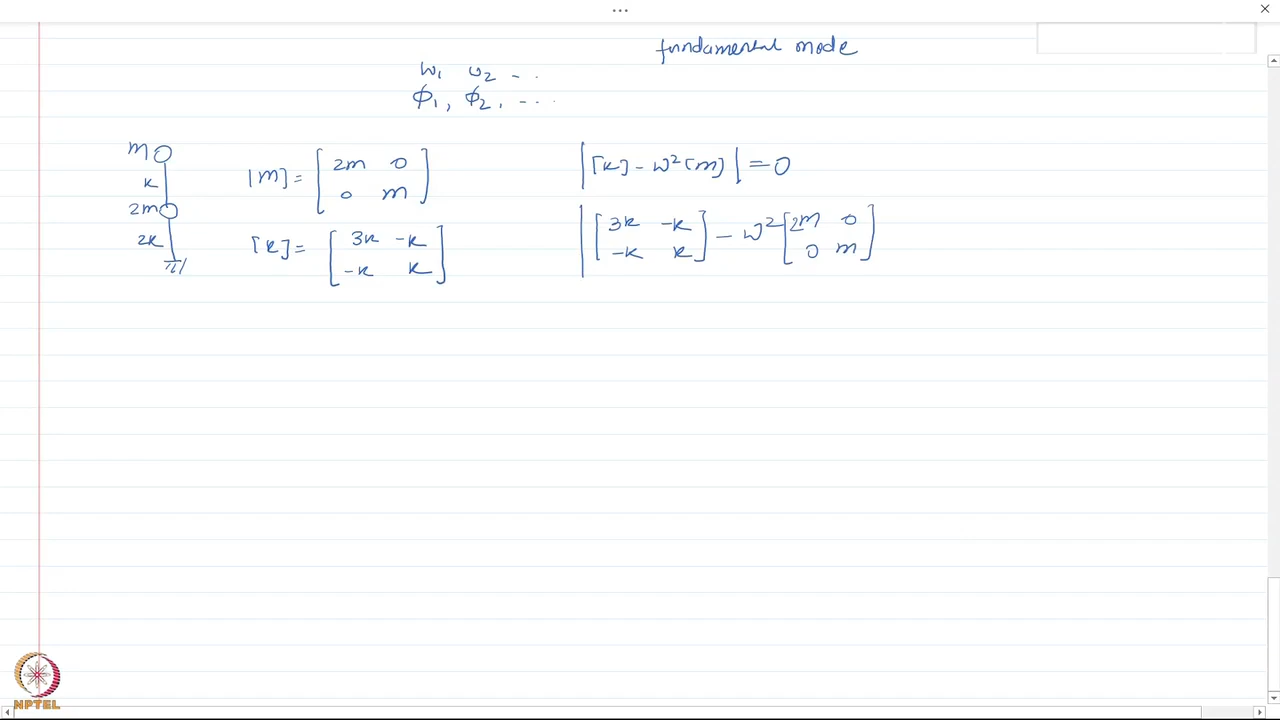 fundamental mode
ω₁ ω₂ - ..
ϕ₁, ϕ₂, - ...
m
k
2m
2k
[m] = [2m 0
0 m]
[k] = [3k -k
-k k]
|[k] - ω²[m]| = 0
|[3k -k
-k k] - ω² [2m 0
0 m]
NPTEL